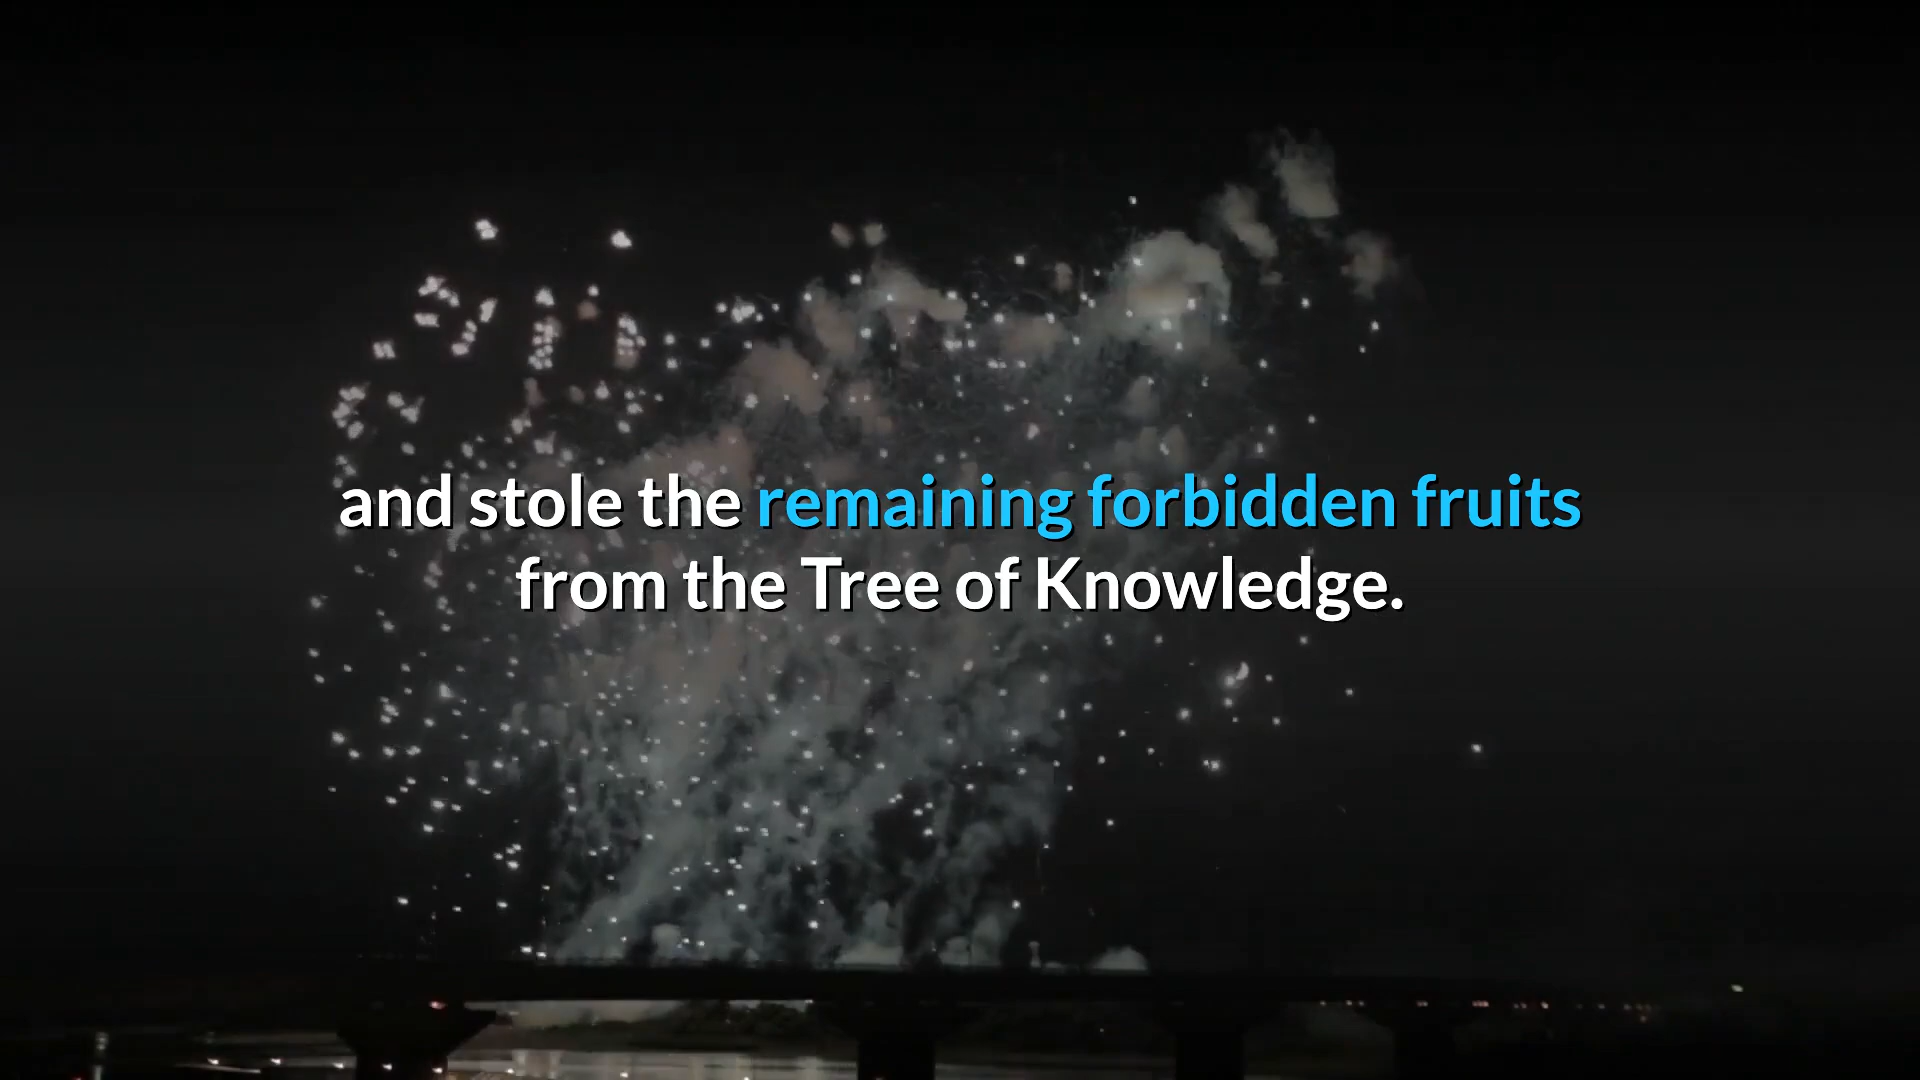 and stole the remaining forbidden fruits
from the Tree of Knowledge.